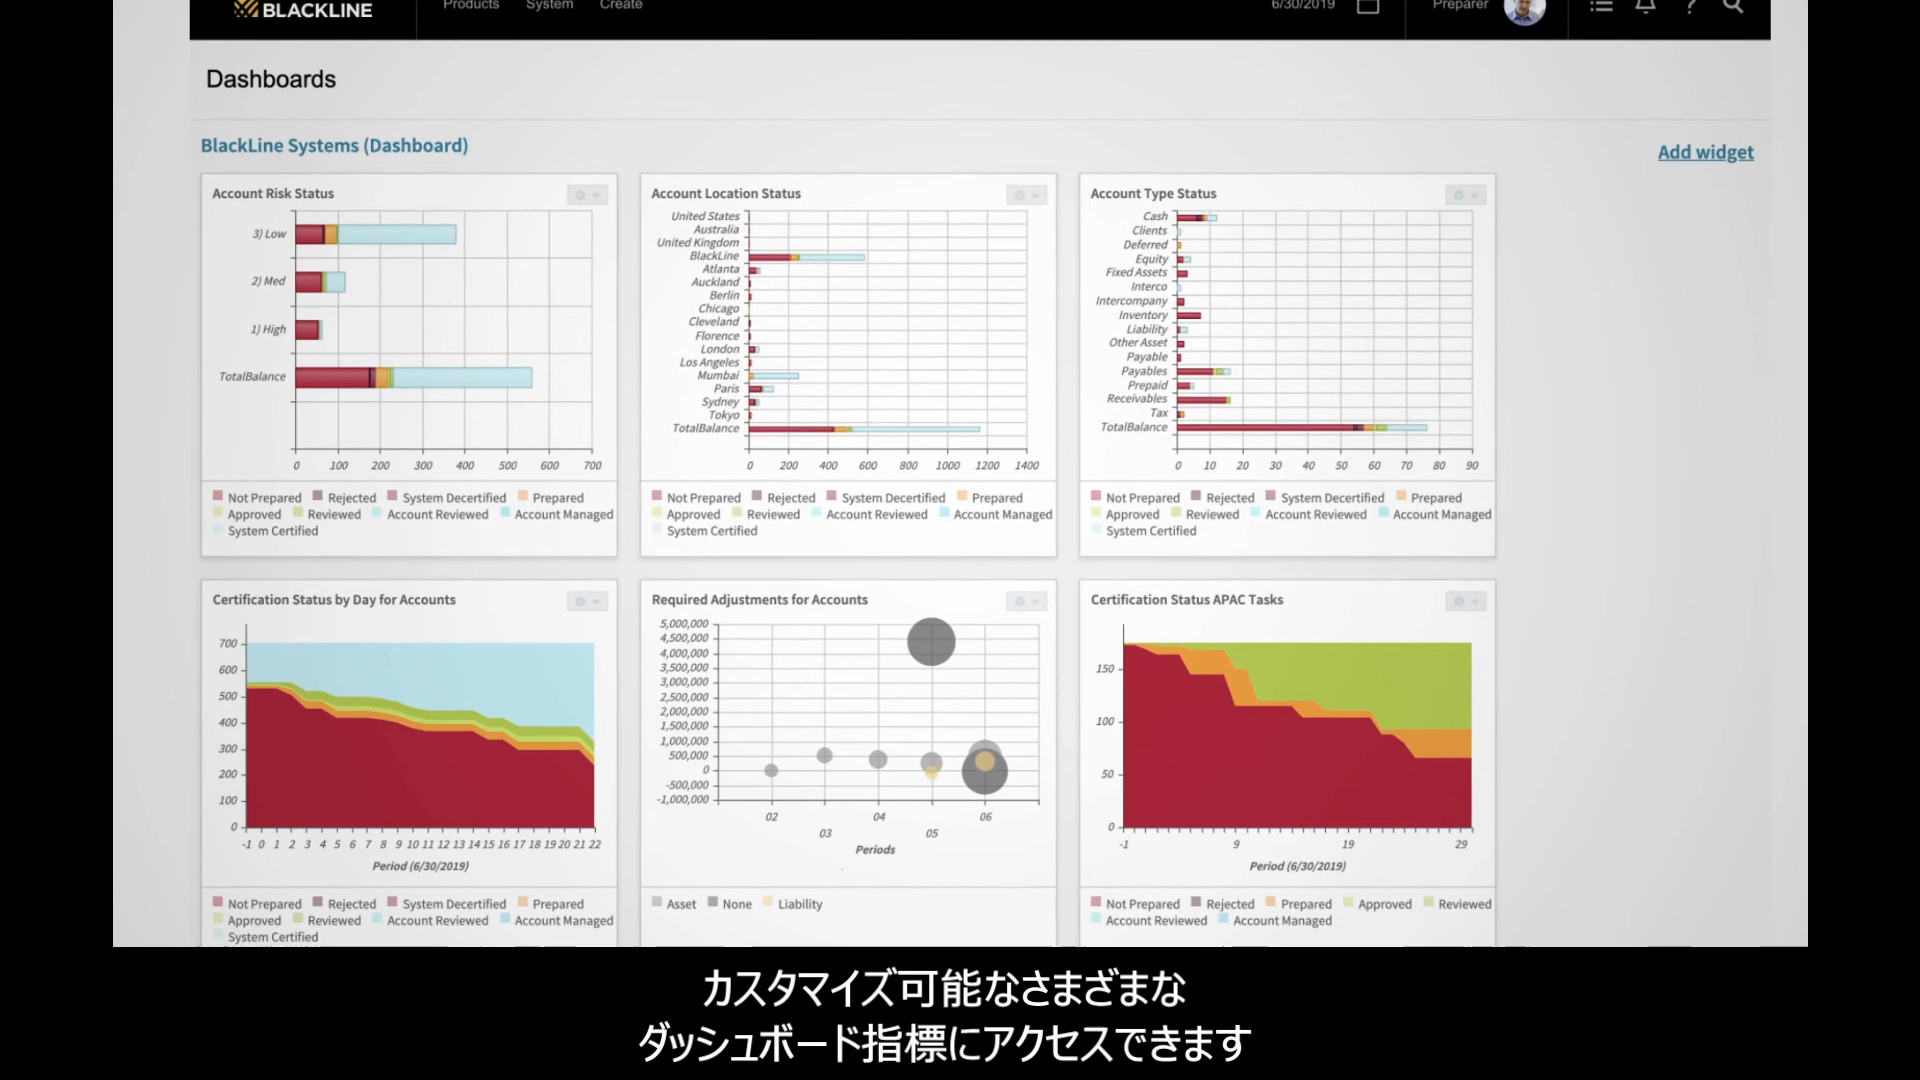 BLACKLINE
Products System Create
6/30/2019
Preparer
Dashboards
BlackLine Systems (Dashboard)
Add widget
Account Risk Status
3) Low
2) Med
1) High
TotalBalance
0 100 200 300 400 500 600 700
Not Prepared Rejected System Decertified Prepared
Approved Reviewed Account Reviewed Account Managed
System Certified
Account Location Status
United States
Australia
United Kingdom
BlackLine
Atlanta
Auckland
Berlin
Chicago
Cleveland
Florence
London
Los Angeles
Mumbai
Paris
Sydney
Tokyo
TotalBalance
0 200 400 600 800 1000 1200 1400
Not Prepared Rejected System Decertified Prepared
Approved Reviewed Account Reviewed Account Managed
System Certified
Account Type Status
Cash
Clients
Deferred
Equity
Fixed Assets
Interco
Intercompany
Inventory
Liability
Other Asset
Payable
Payables
Prepaid
Receivables
Tax
TotalBalance
0 10 20 30 40 50 60 70 80 90
Not Prepared Rejected System Decertified Prepared
Approved Reviewed Account Reviewed Account Managed
System Certified
Certification Status by Day for Accounts
700
600
500
400
300
200
100
0
-1 0 1 2 3 4 5 6 7 8 9 10 11 12 13 14 15 16 17 18 19 20 21 22
Period (6/30/2019)
Not Prepared Rejected System Decertified Prepared
Approved Reviewed Account Reviewed Account Managed
System Certified
Required Adjustments for Accounts
5,000,000
4,500,000
4,000,000
3,500,000
3,000,000
2,500,000
2,000,000
1,500,000
1,000,000
500,000
0
-500,000
-1,000,000
02 03 04 05 06
Periods
Asset None Liability
Certification Status APAC Tasks
150
100
50
0
-1 9 19 29
Period (6/30/2019)
Not Prepared Rejected Prepared Approved Reviewed
Account Reviewed Account Managed
カスタマイズ可能なさまざまな
ダッシュボード指標にアクセスできます